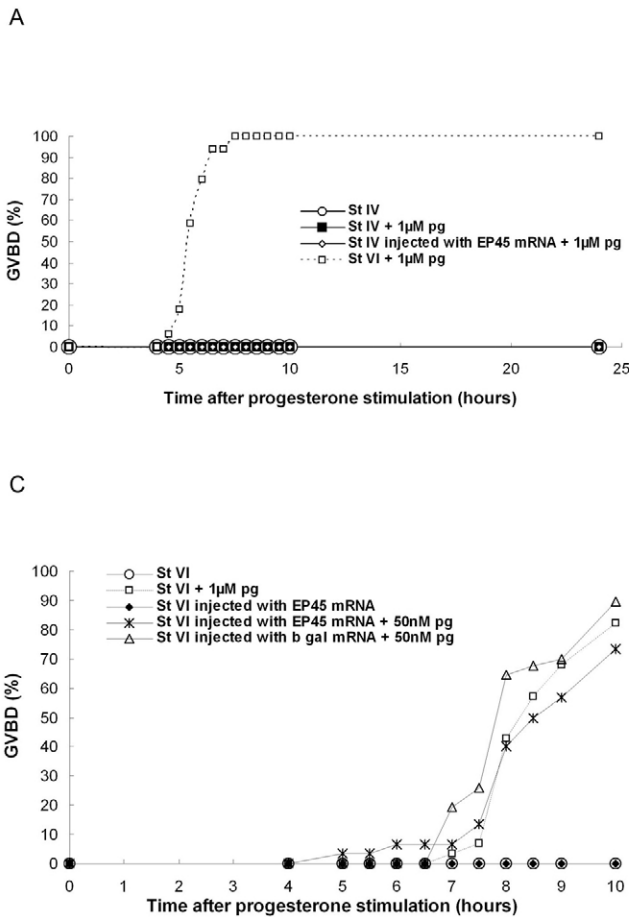 A
100
90
80
70
60
50
40
30
20
10
0
GVBD (%)
St IV
St IV + 1µM pg
St IV injected with EP45 mRNA + 1µM pg
St VI + 1µM pg
0 5 10 15 20 25
Time after progesterone stimulation (hours)
C
100
90
80
70
60
50
40
30
20
10
0
GVBD (%)
St VI
St VI + 1µM pg
St VI injected with EP45 mRNA
St VI injected with EP45 mRNA + 50nM pg
St VI injected with b gal mRNA + 50nM pg
0 1 2 3 4 5 6 7 8 9 10
Time after progesterone stimulation (hours)